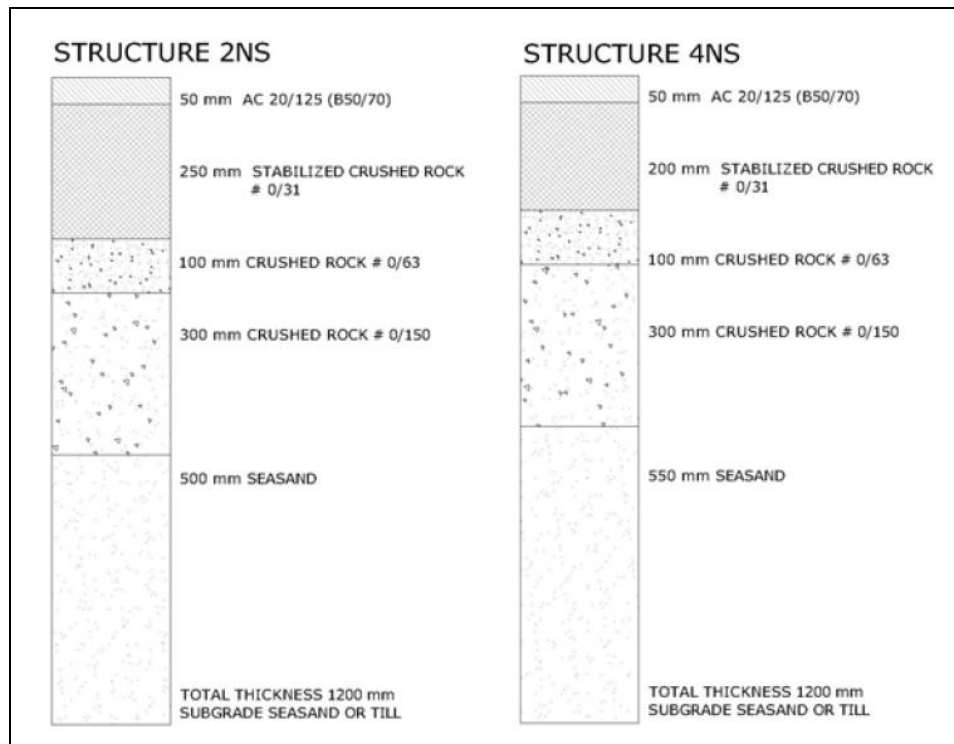 STRUCTURE 2NS
50 mm AC 20/125 (B50/70)
250 mm STABILIZED CRUSHED ROCK
# 0/31
100 mm CRUSHED ROCK # 0/63
300 mm CRUSHED ROCK # 0/150
500 mm SEASAND
TOTAL THICKNESS 1200 mm
SUBGRADE SEASAND OR TILL
STRUCTURE 4NS
50 mm AC 20/125 (B50/70)
200 mm STABILIZED CRUSHED ROCK
# 0/31
100 mm CRUSHED ROCK # 0/63
300 mm CRUSHED ROCK # 0/150
550 mm SEASAND
TOTAL THICKNESS 1200 mm
SUBGRADE SEASAND OR TILL